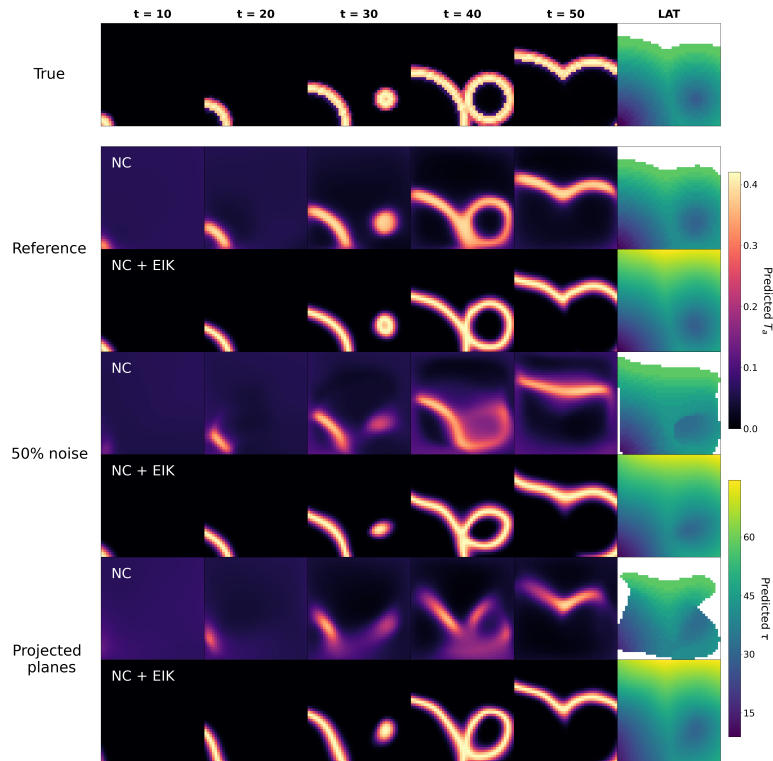 t = 10 t = 20 t = 30 t = 40 t = 50 LAT
True
Reference
NC
NC + EIK
50% noise
NC
NC + EIK
Projected
planes
NC
NC + EIK
0.4
0.3
0.2
0.1
0.0
Predicted Tₐ
60
45
30
15
Predicted τ